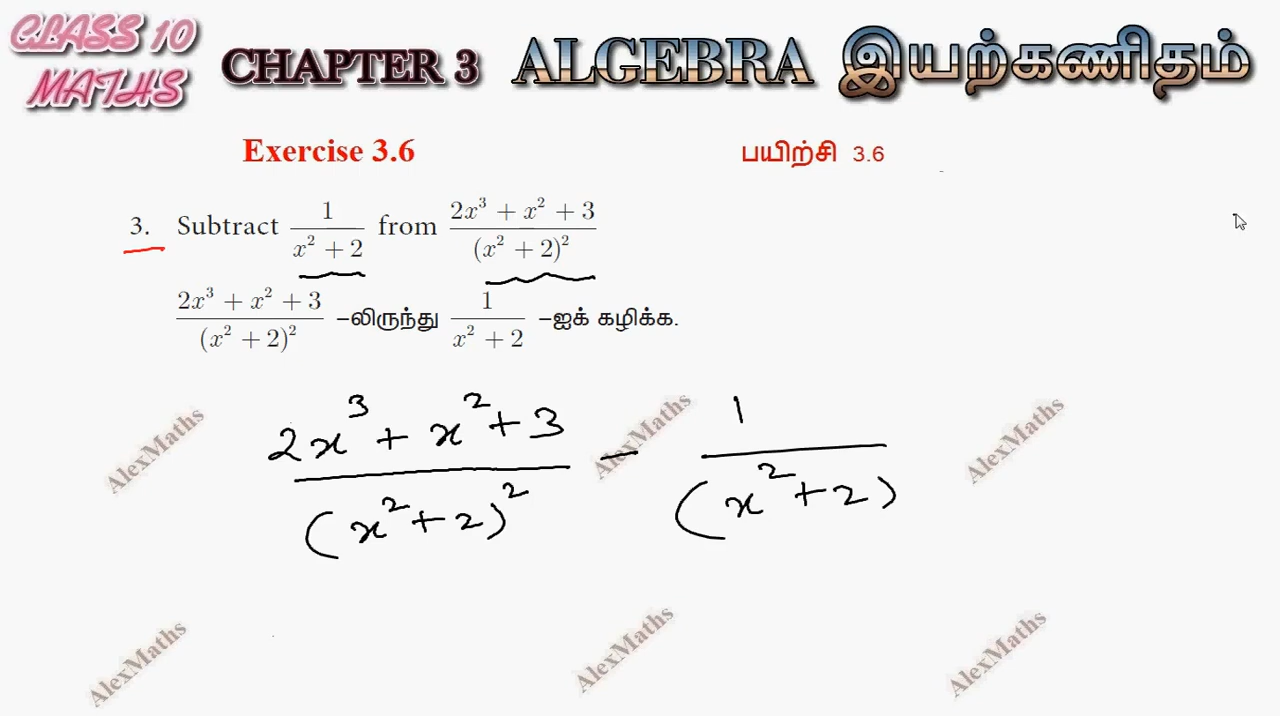 CLASS 10
MATHS
CHAPTER 3 ALGEBRA இயற்கணிதம்
Exercise 3.6 பயிற்சி 3.6
3. Subtract 1/(x² + 2) from (2x³ + x² + 3)/(x² + 2)²
(2x³ + x² + 3)/(x² + 2)² –லிருந்து 1/(x² + 2) –ஐக் கழிக்க.
(2x³ + x² + 3)/(x² + 2)² − 1/(x² + 2)
AlexMaths AlexMaths AlexMaths
AlexMaths AlexMaths AlexMaths